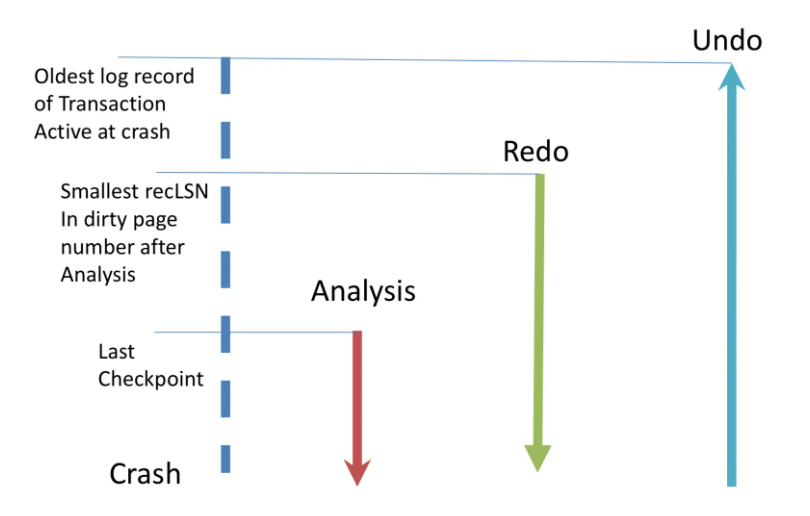 Undo
Oldest log record
of Transaction
Active at crash
Redo
Smallest recLSN
In dirty page
number after
Analysis
Analysis
Last
Checkpoint
Crash